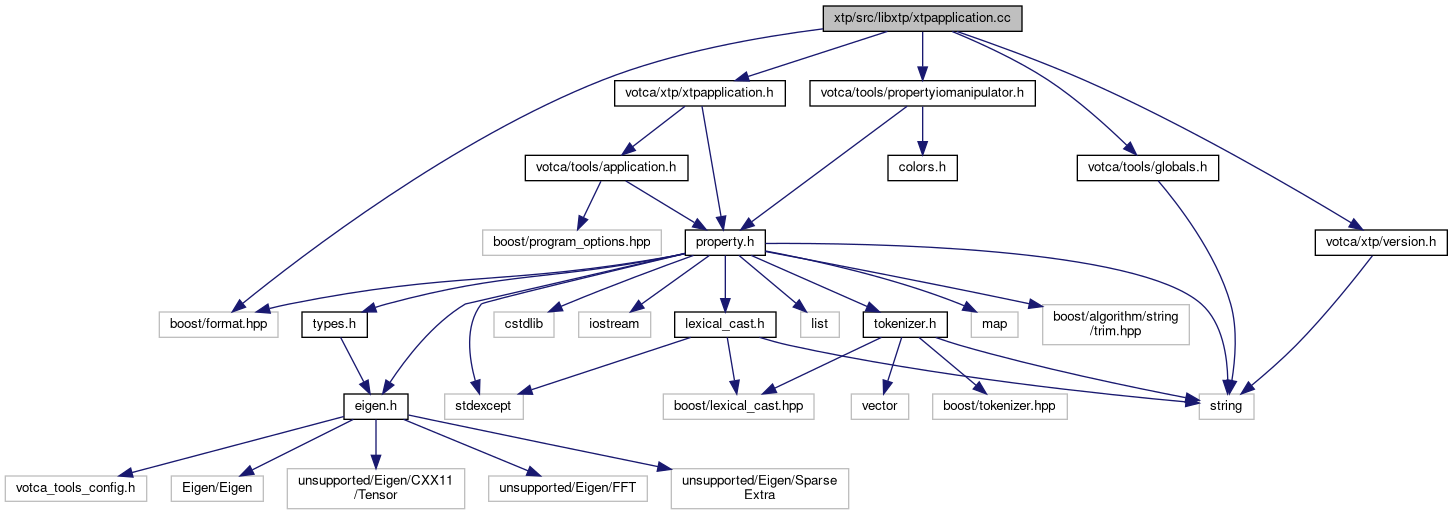 xtp/src/libxtp/xtpapplication.cc
votca/xtp/xtpapplication.h
votca/tools/propertyiomanipulator.h
votca/tools/application.h
colors.h
votca/tools/globals.h
boost/program_options.hpp
property.h
votca/xtp/version.h
boost/format.hpp
types.h
cstdlib
iostream
lexical_cast.h
list
tokenizer.h
map
boost/algorithm/string
/trim.hpp
eigen.h
stdexcept
boost/lexical_cast.hpp
vector
boost/tokenizer.hpp
string
votca_tools_config.h
Eigen/Eigen
unsupported/Eigen/CXX11
/Tensor
unsupported/Eigen/FFT
unsupported/Eigen/Sparse
Extra